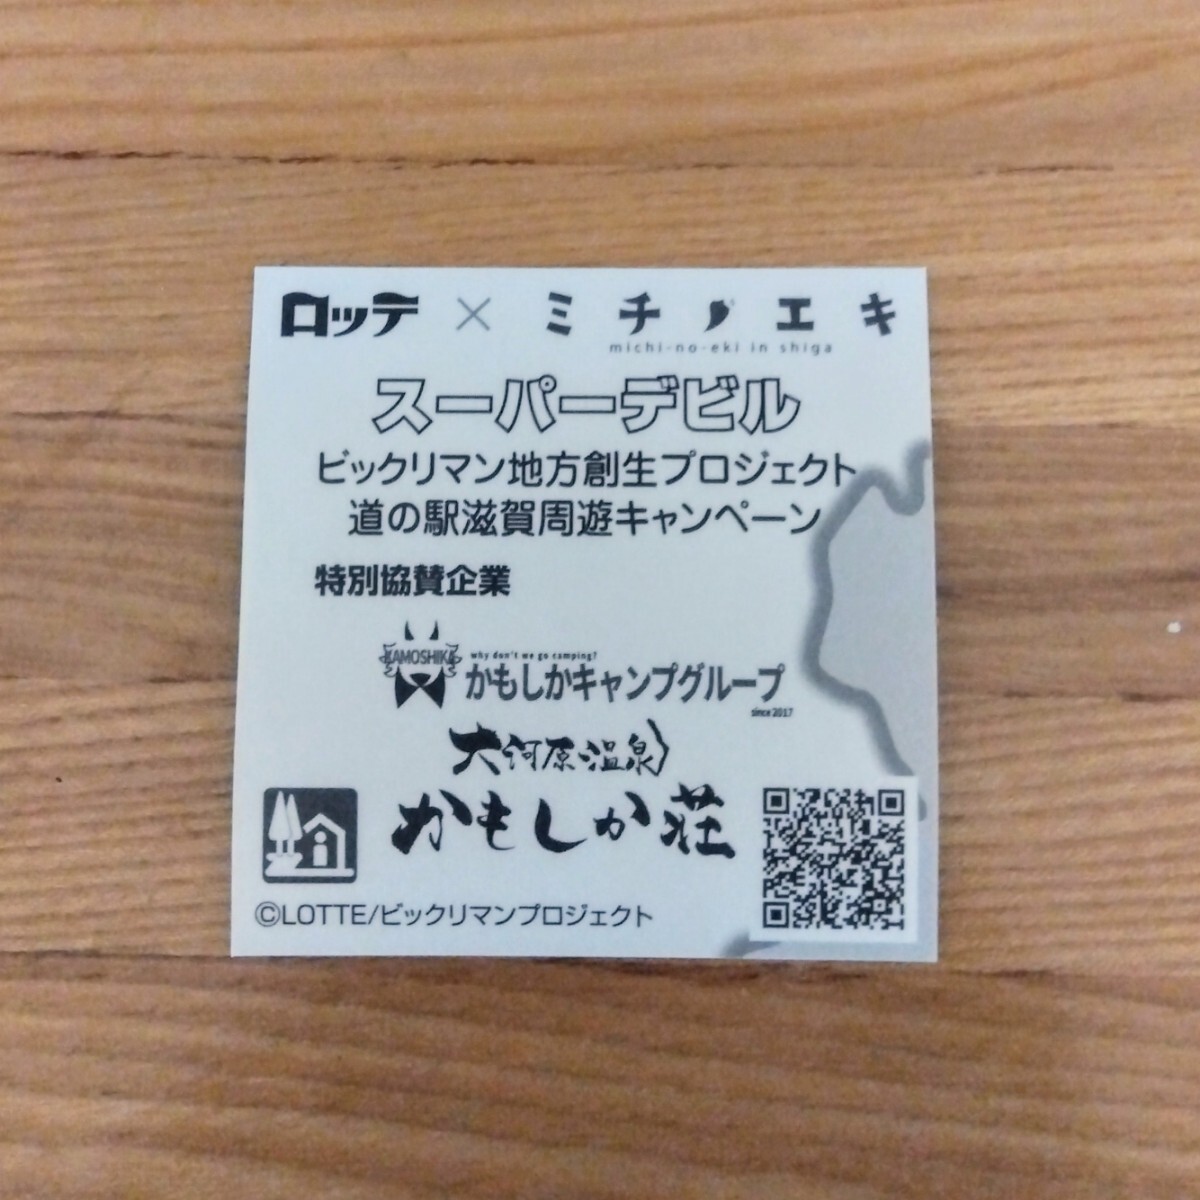 ロッテ × ミチノエキ
michi-no-eki in shiga
スーパーデビル
ビックリマン地方創生プロジェクト
道の駅滋賀周遊キャンペーン
特別協賛企業
KAMOSHIKA
why don't we go camping?
かもしかキャンプグループ
since 2017
大河原温泉
かもしか荘
©LOTTE/ビックリマンプロジェクト